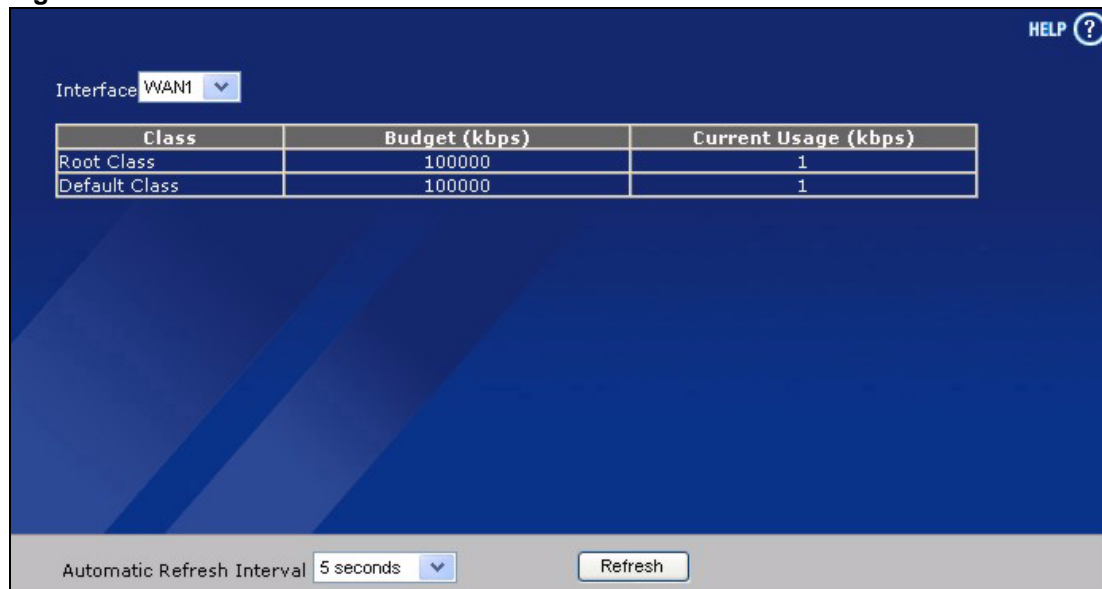 HELP ?
Interface WAN1
Class Budget (kbps) Current Usage (kbps)
Root Class 100000 1
Default Class 100000 1
Automatic Refresh Interval 5 seconds Refresh